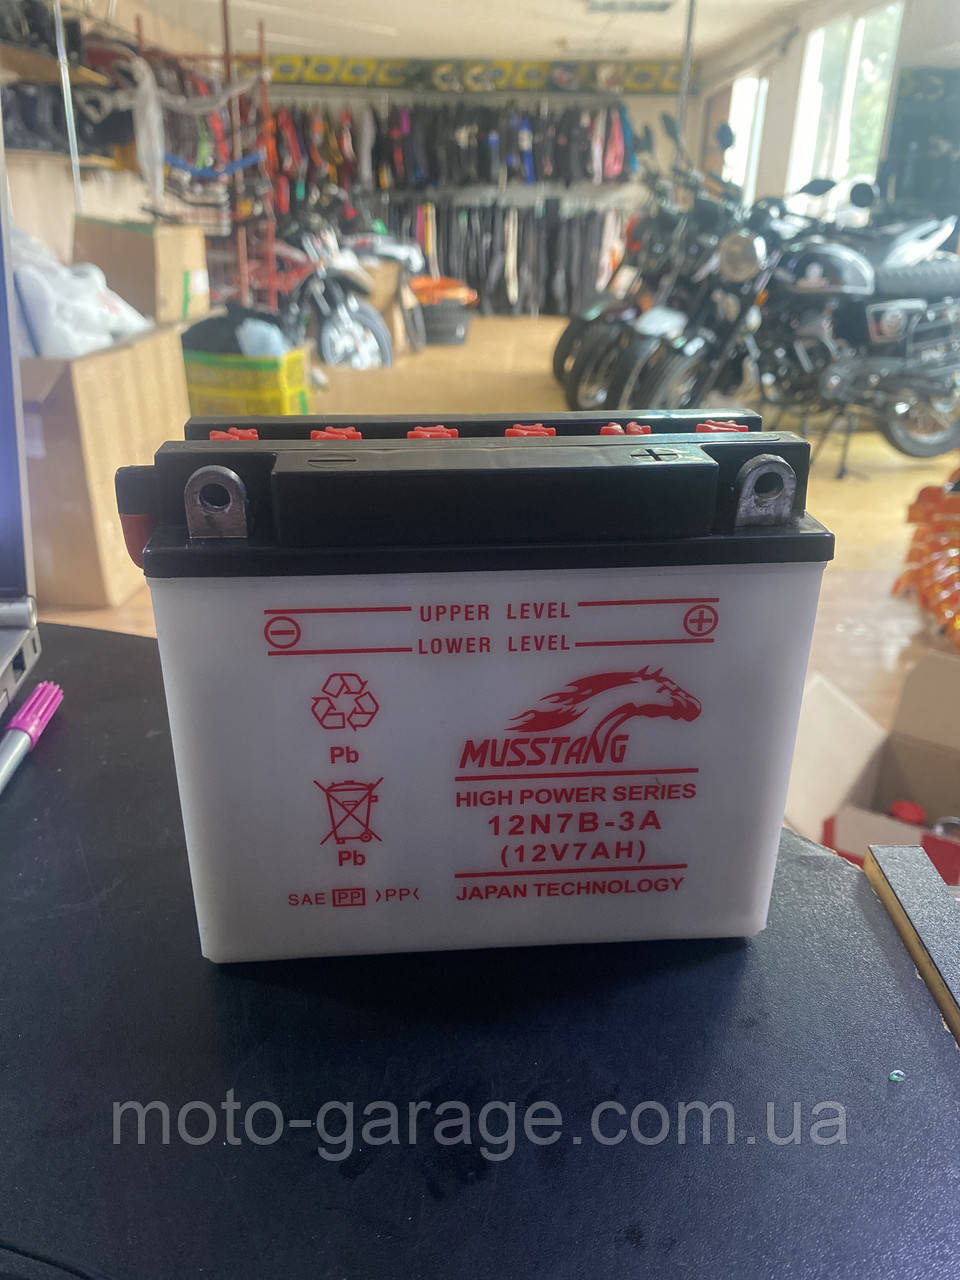 − +
UPPER LEVEL
− +
LOWER LEVEL
MUSSTANG
Pb
HIGH POWER SERIES
12N7B-3A
(12V7AH)
Pb
JAPAN TECHNOLOGY
SAE PP >PP<
moto-garage.com.ua